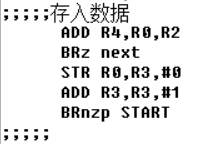 ;;;;;存入数据
ADD R4,R0,R2
BRz next
STR R0,R3,#0
ADD R3,R3,#1
BRnzp START
;;;;;